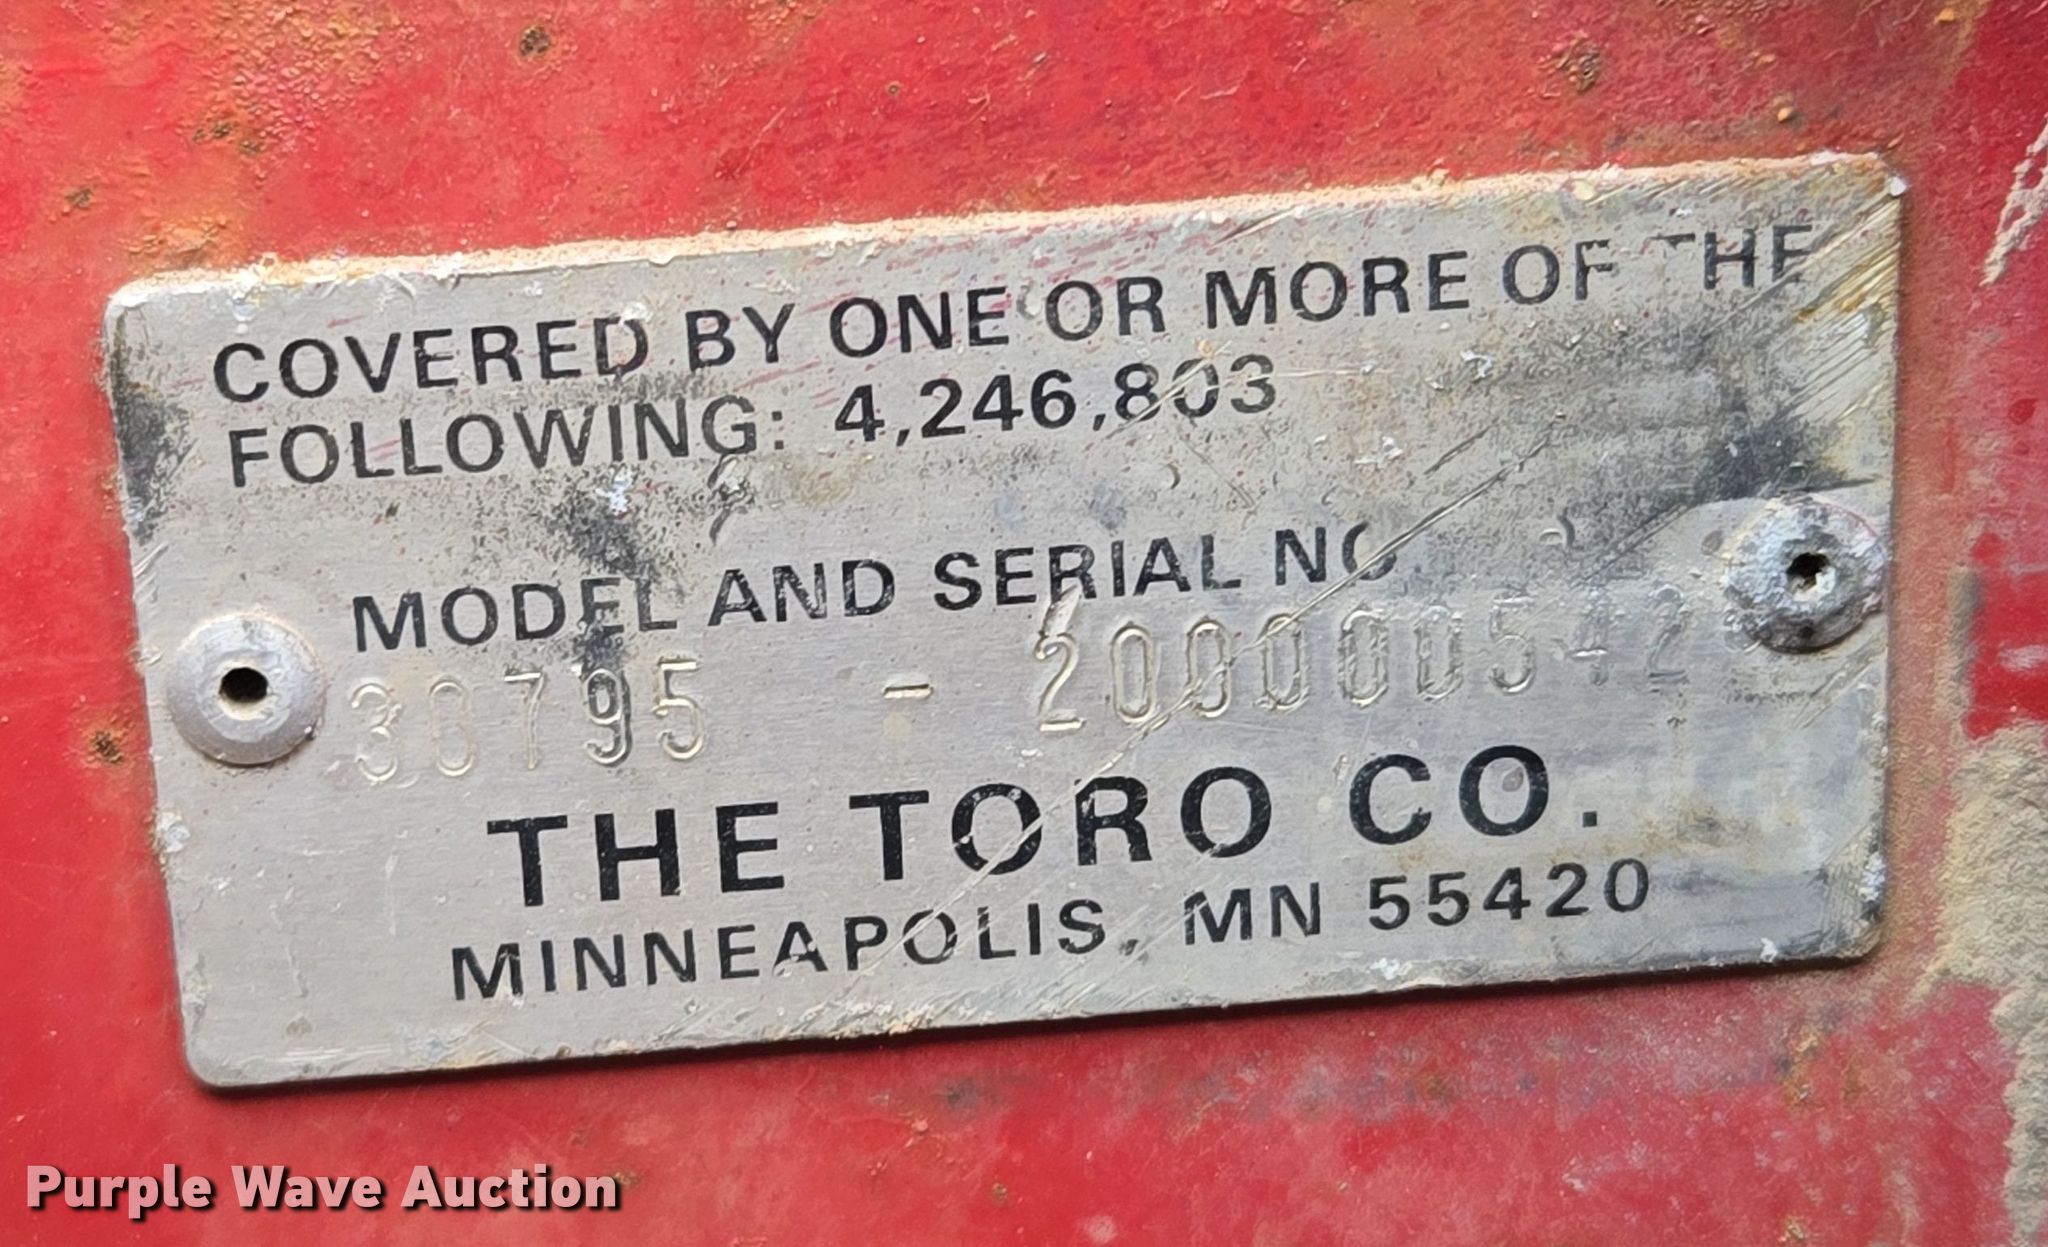 COVERED BY ONE OR MORE OF THE
FOLLOWING: 4,246,803
MODEL AND SERIAL NO
30795 - 200000542
THE TORO CO.
MINNEAPOLIS, MN 55420
Purple Wave Auction